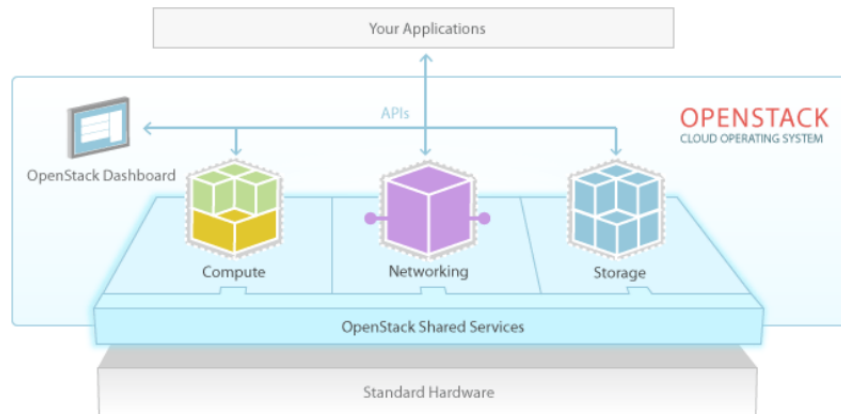 Your Applications
APIs
OPENSTACK
CLOUD OPERATING SYSTEM
OpenStack Dashboard
Compute
Networking
Storage
OpenStack Shared Services
Standard Hardware